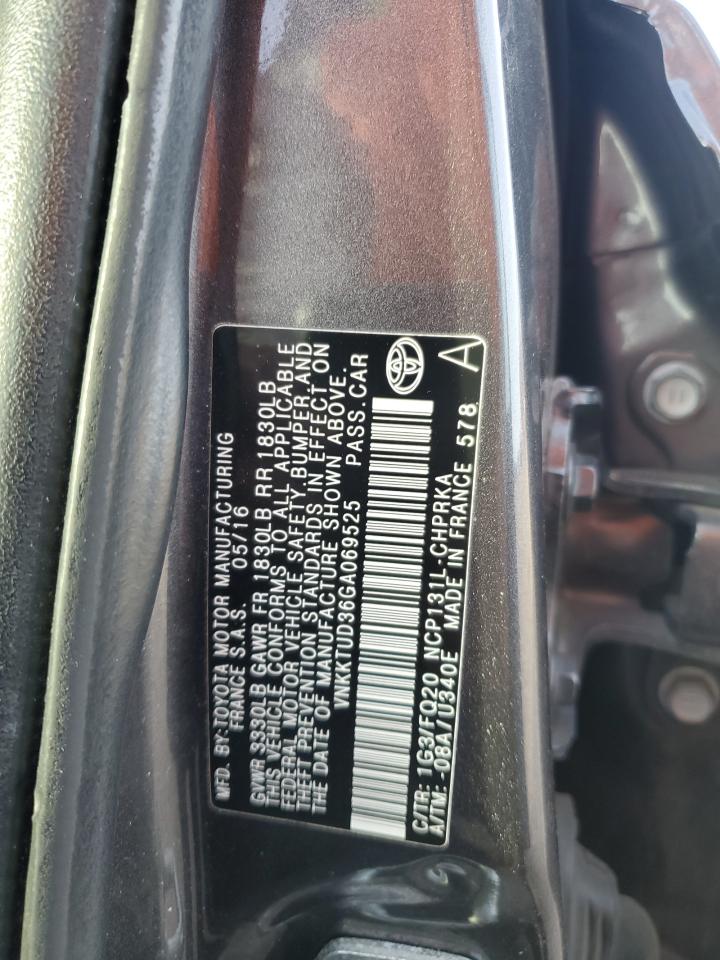 MFD. BY: TOYOTA MOTOR MANUFACTURING
FRANCE S.A.S. 05/16
GVWR 3330LB GAWR FR 1830LB RR 1830LB
THIS VEHICLE CONFORMS TO ALL APPLICABLE
FEDERAL MOTOR VEHICLE SAFETY, BUMPER AND
THEFT PREVENTION STANDARDS IN EFFECT ON
THE DATE OF MANUFACTURE SHOWN ABOVE.
VNKKTUD36GA069525 PASS.CAR
C/TR: 1G3/FQ20 NCP131L-CHPRKA
A/TM: -08A/U340E MADE IN FRANCE 578
A